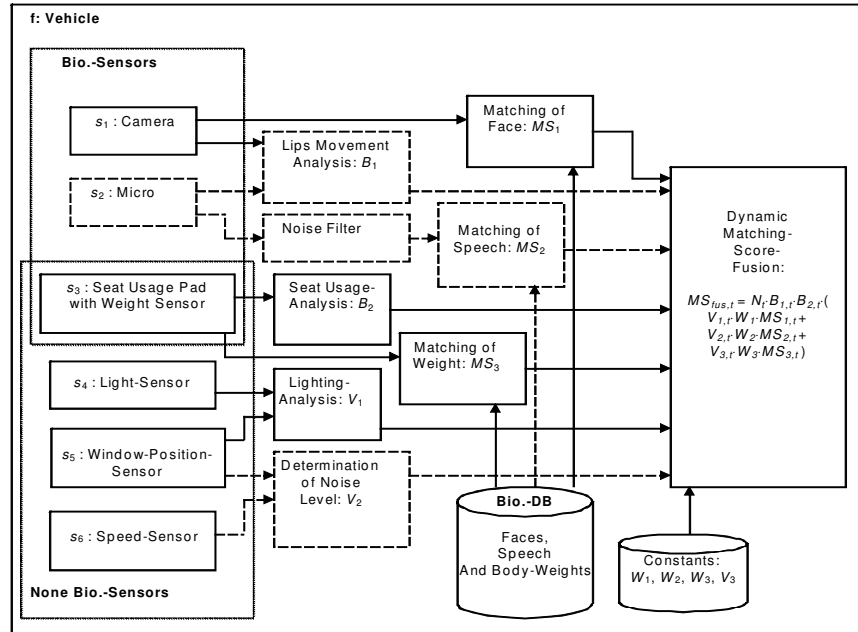 f: Vehicle
Bio.-Sensors
s1 : Camera
s2 : Micro
s3 : Seat Usage Pad
with Weight Sensor
s4 : Light-Sensor
s5 : Window-Position-
Sensor
s6 : Speed-Sensor
None Bio.-Sensors
Lips Movement
Analysis: B1
Noise Filter
Seat Usage-
Analysis: B2
Lighting-
Analysis: V1
Determination
of Noise
Level: V2
Matching of
Face: MS1
Matching of
Speech: MS2
Matching of
Weight: MS3
Bio.-DB
Faces,
Speech
And Body-Weights
Dynamic
Matching-
Score-
Fusion:
MSfus,t = Nt·B1,t·B2,t·(
V1,t·W1·MS1,t+
V2,t·W2·MS2,t+
V3,t·W3·MS3,t)
Constants:
W1, W2, W3, V3